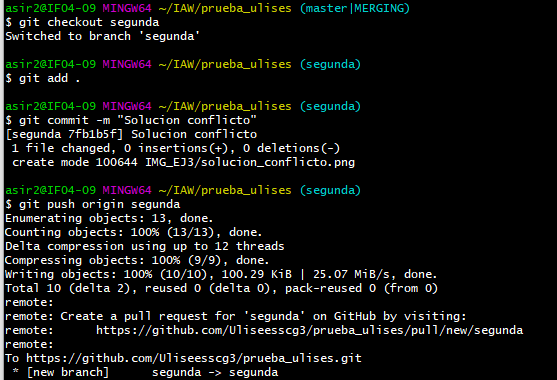 asir2@IF04-09 MINGW64 ~/IAW/prueba_ulises (master|MERGING)
$ git checkout segunda
Switched to branch 'segunda'
asir2@IF04-09 MINGW64 ~/IAW/prueba_ulises (segunda)
$ git add .
asir2@IF04-09 MINGW64 ~/IAW/prueba_ulises (segunda)
$ git commit -m "Solucion conflicto"
[segunda 7fb1b5f] Solucion conflicto
 1 file changed, 0 insertions(+), 0 deletions(-)
 create mode 100644 IMG_EJ3/solucion_conflicto.png
asir2@IF04-09 MINGW64 ~/IAW/prueba_ulises (segunda)
$ git push origin segunda
Enumerating objects: 13, done.
Counting objects: 100% (13/13), done.
Delta compression using up to 12 threads
Compressing objects: 100% (9/9), done.
Writing objects: 100% (10/10), 100.29 KiB | 25.07 MiB/s, done.
Total 10 (delta 2), reused 0 (delta 0), pack-reused 0 (from 0)
remote:
remote: Create a pull request for 'segunda' on GitHub by visiting:
remote:      https://github.com/Uliseesscg3/prueba_ulises/pull/new/segunda
remote:
To https://github.com/Uliseesscg3/prueba_ulises.git
 * [new branch]      segunda -> segunda